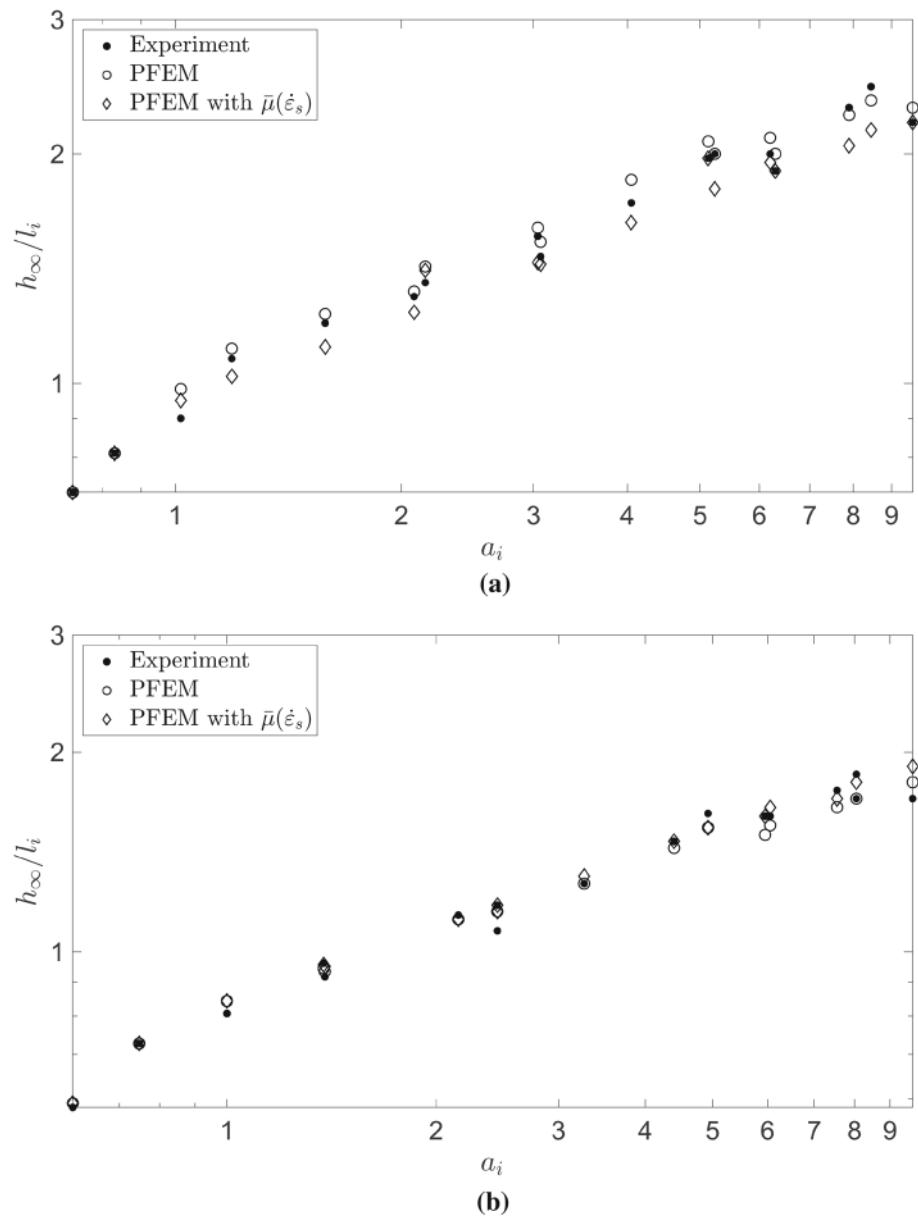 3
Experiment
PFEM
PFEM with μ̄(ε̇ₛ)
2
h∞/lᵢ
1
1 2 3 4 5 6 7 8 9
aᵢ
(a)
3
Experiment
PFEM
PFEM with μ̄(ε̇ₛ)
2
h∞/lᵢ
1
1 2 3 4 5 6 7 8 9
aᵢ
(b)